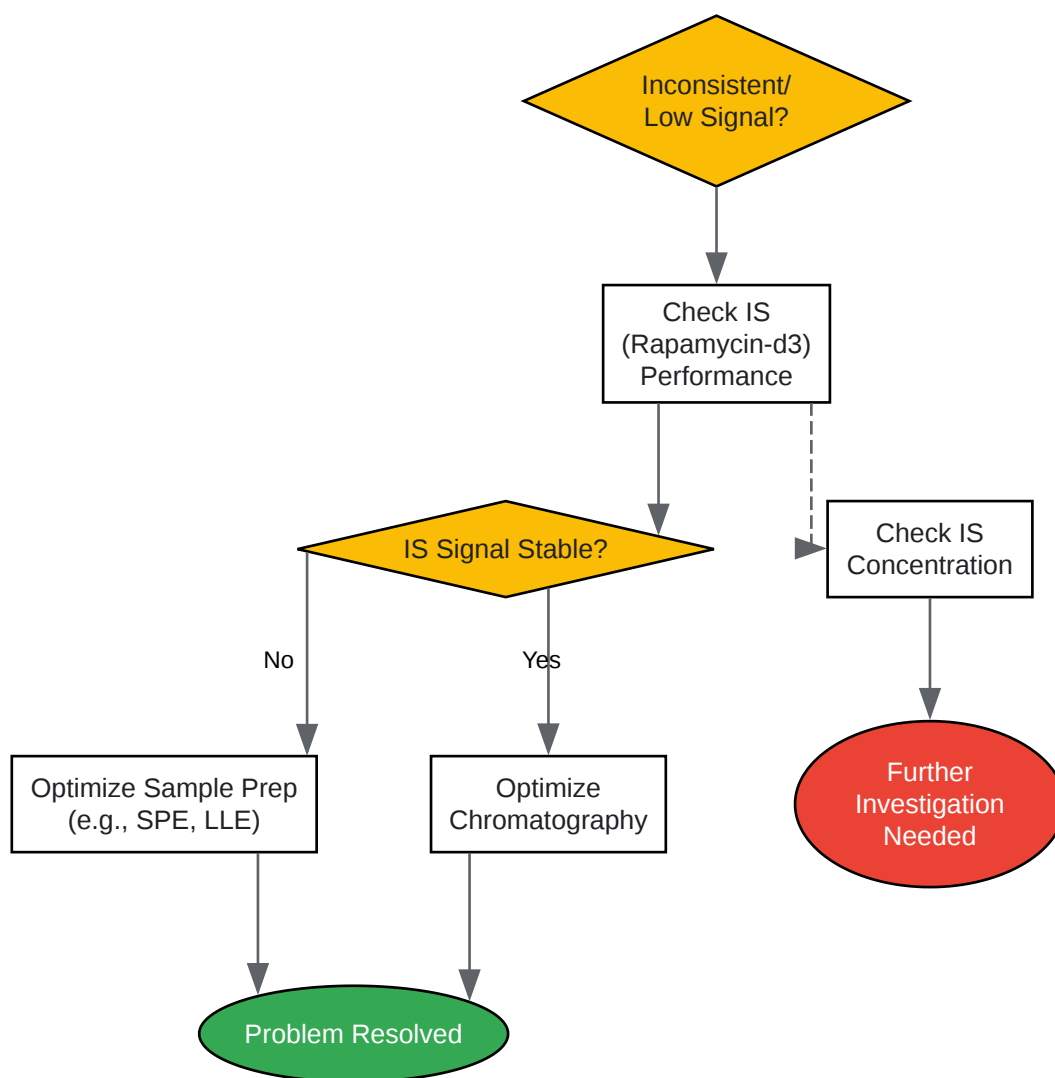 Inconsistent/
Low Signal?
Check IS
(Rapamycin-d3)
Performance
IS Signal Stable?
Check IS
Concentration
No
Yes
Optimize Sample Prep
(e.g., SPE, LLE)
Optimize
Chromatography
Further
Investigation
Needed
Problem Resolved